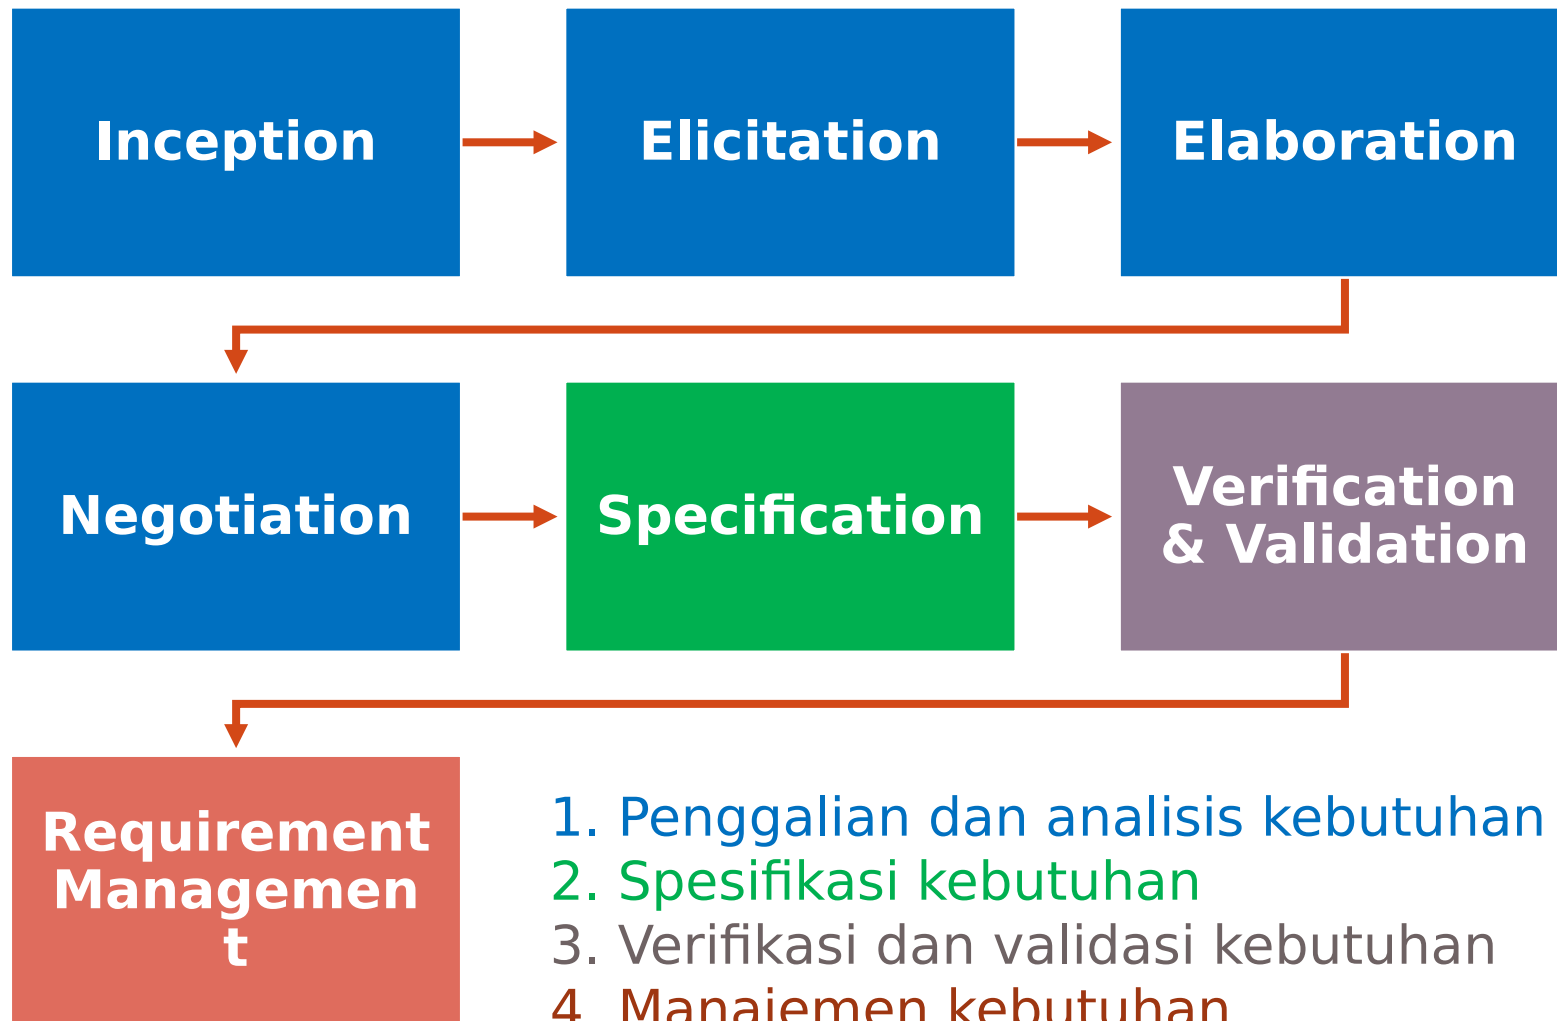 Inception
Elicitation
Elaboration
Negotiation
Specification
Verification
& Validation
Requirement
Managemen
t
1. Penggalian dan analisis kebutuhan
2. Spesifikasi kebutuhan
3. Verifikasi dan validasi kebutuhan
4. Manajemen kebutuhan